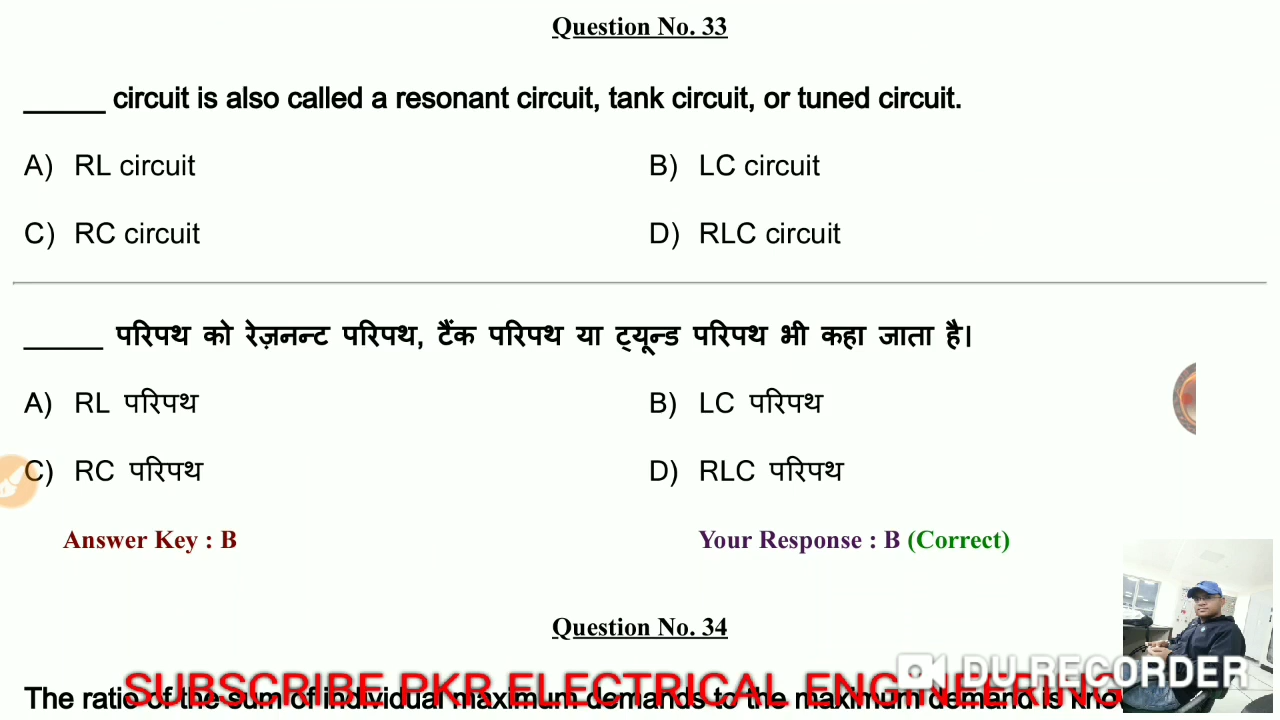 Question No. 33
_____ circuit is also called a resonant circuit, tank circuit, or tuned circuit.
A) RL circuit B) LC circuit
C) RC circuit D) RLC circuit
_____ परिपथ को रेज़नन्ट परिपथ, टैंक परिपथ या ट्यून्ड परिपथ भी कहा जाता है।
A) RL परिपथ B) LC परिपथ
C) RC परिपथ D) RLC परिपथ
Answer Key : B Your Response : B (Correct)
Question No. 34
The ratio of the sum of individual maximum demands to the maximum demand is
SUBSCRIBE PKR ELECTRICAL ENGINEERING
DU RECORDER